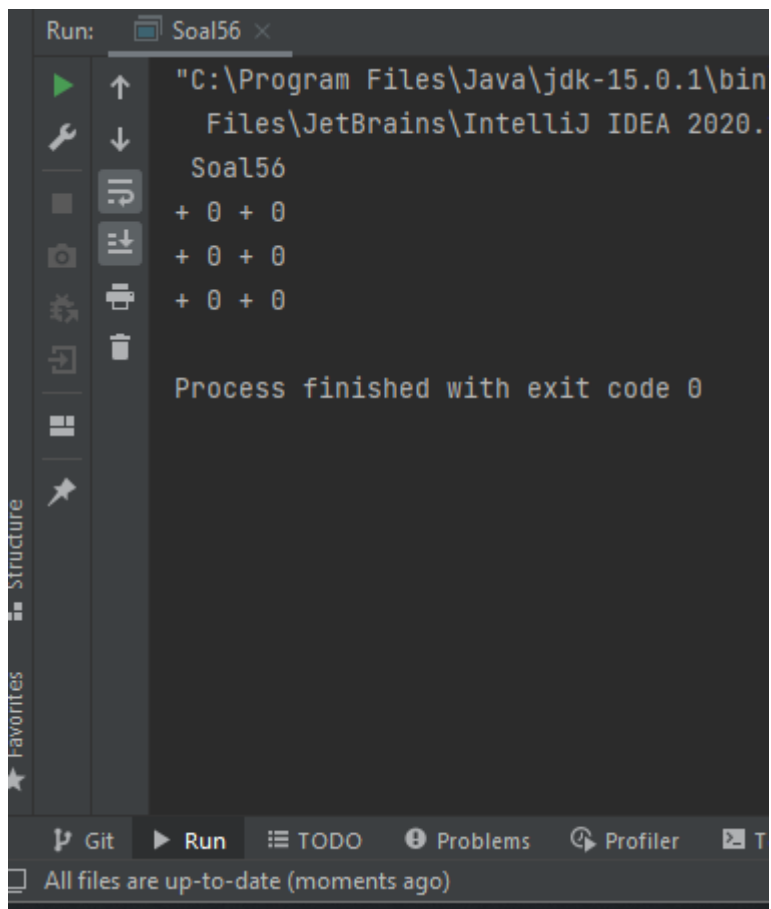 Run: Soal56
"C:\Program Files\Java\jdk-15.0.1\bin
Files\JetBrains\IntelliJ IDEA 2020.
Soal56
+ 0 + 0
+ 0 + 0
+ 0 + 0
Process finished with exit code 0
Structure
Favorites
Git Run TODO Problems Profiler T
All files are up-to-date (moments ago)